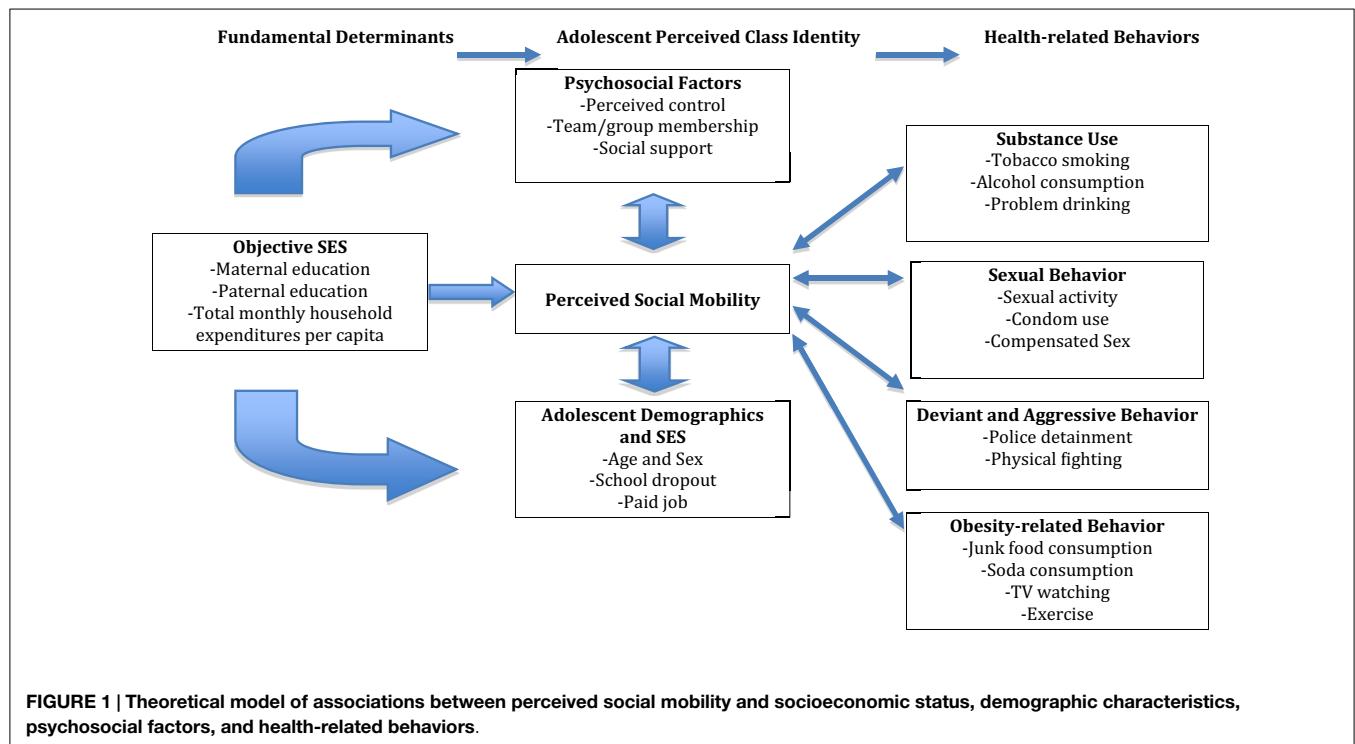 Fundamental Determinants
Adolescent Perceived Class Identity
Health-related Behaviors
Psychosocial Factors
-Perceived control
-Team/group membership
-Social support
Objective SES
-Maternal education
-Paternal education
-Total monthly household
expenditures per capita
Perceived Social Mobility
Adolescent Demographics
and SES
-Age and Sex
-School dropout
-Paid job
Substance Use
-Tobacco smoking
-Alcohol consumption
-Problem drinking
Sexual Behavior
-Sexual activity
-Condom use
-Compensated Sex
Deviant and Aggressive Behavior
-Police detainment
-Physical fighting
Obesity-related Behavior
-Junk food consumption
-Soda consumption
-TV watching
-Exercise
FIGURE 1 | Theoretical model of associations between perceived social mobility and socioeconomic status, demographic characteristics,
psychosocial factors, and health-related behaviors.